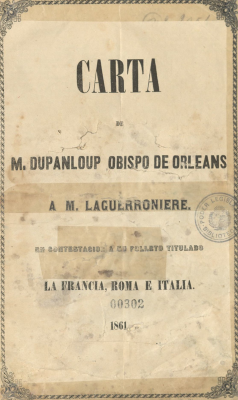 CARTA
DE
M. DUPANLOUP OBISPO DE ORLEANS
A M. LAGUERRONIERE.
EN CONTESTACION A SU FOLLETO TITULADO
LA FRANCIA, ROMA E ITALIA.
00302
1861